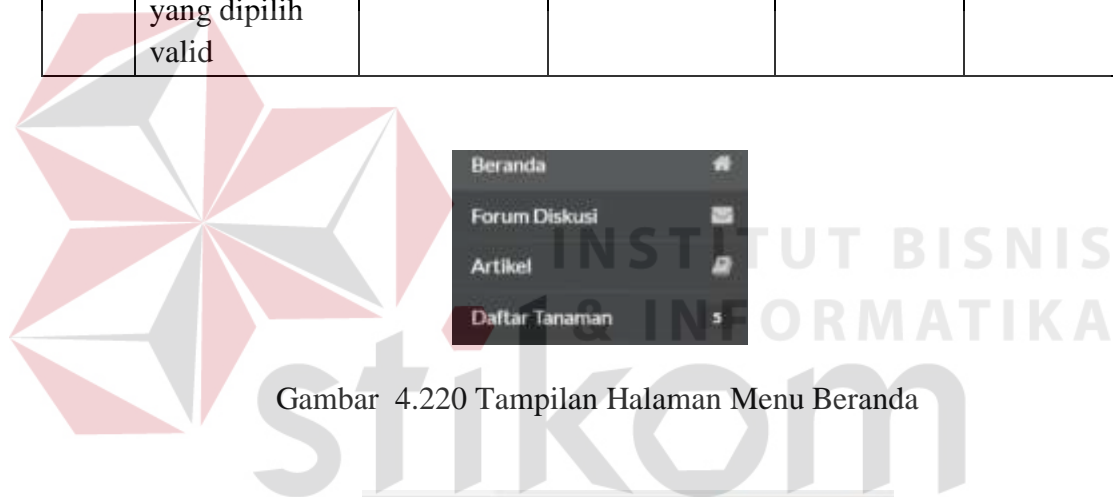 yang dipilih
valid
Beranda
Forum Diskusi
Artikel
Daftar Tanaman 5
INSTITUT BISNIS
& INFORMATIKA
stikom
Gambar 4.220 Tampilan Halaman Menu Beranda